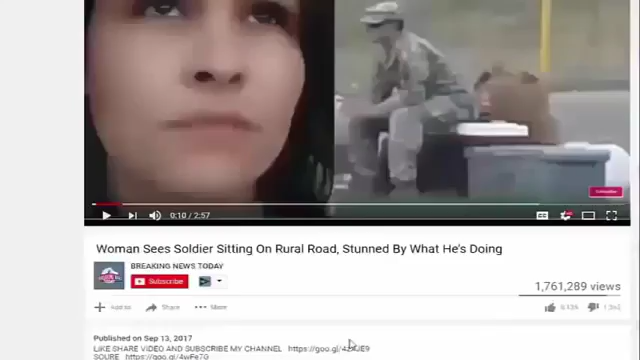 0:10 / 2:57
Woman Sees Soldier Sitting On Rural Road, Stunned By What He's Doing
BREAKING NEWS TODAY
Subscribe
1,761,289 views
Add to Share More
Published on Sep 13, 2017
LIKE SHARE VIDEO AND SUBSCRIBE MY CHANNEL
SOURE